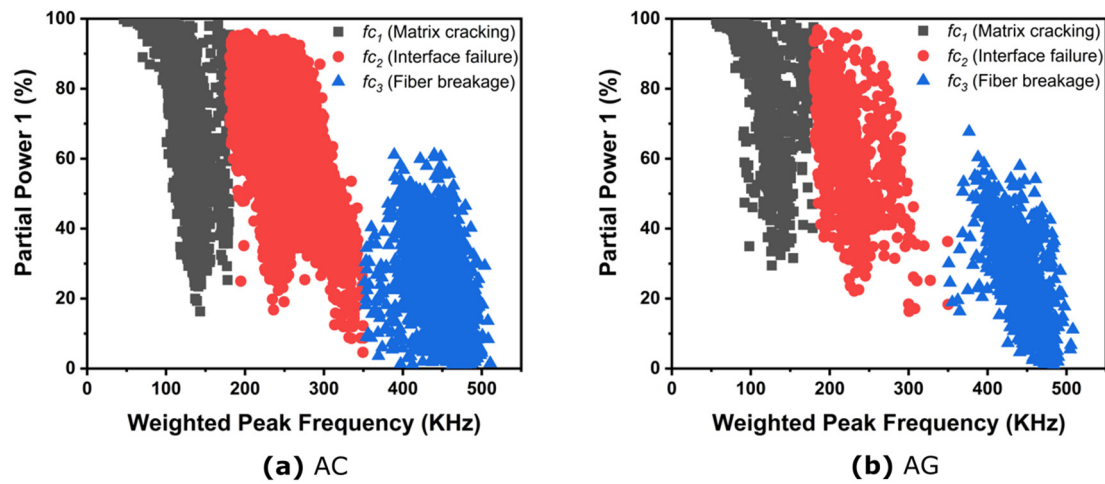 100
80
60
40
20
0
Partial Power 1 (%)
fc1 (Matrix cracking)
fc2 (Interface failure)
fc3 (Fiber breakage)
0 100 200 300 400 500
Weighted Peak Frequency (KHz)
(a) AC
100
80
60
40
20
0
Partial Power 1 (%)
fc1 (Matrix cracking)
fc2 (Interface failure)
fc3 (Fiber breakage)
0 100 200 300 400 500
Weighted Peak Frequency (KHz)
(b) AG